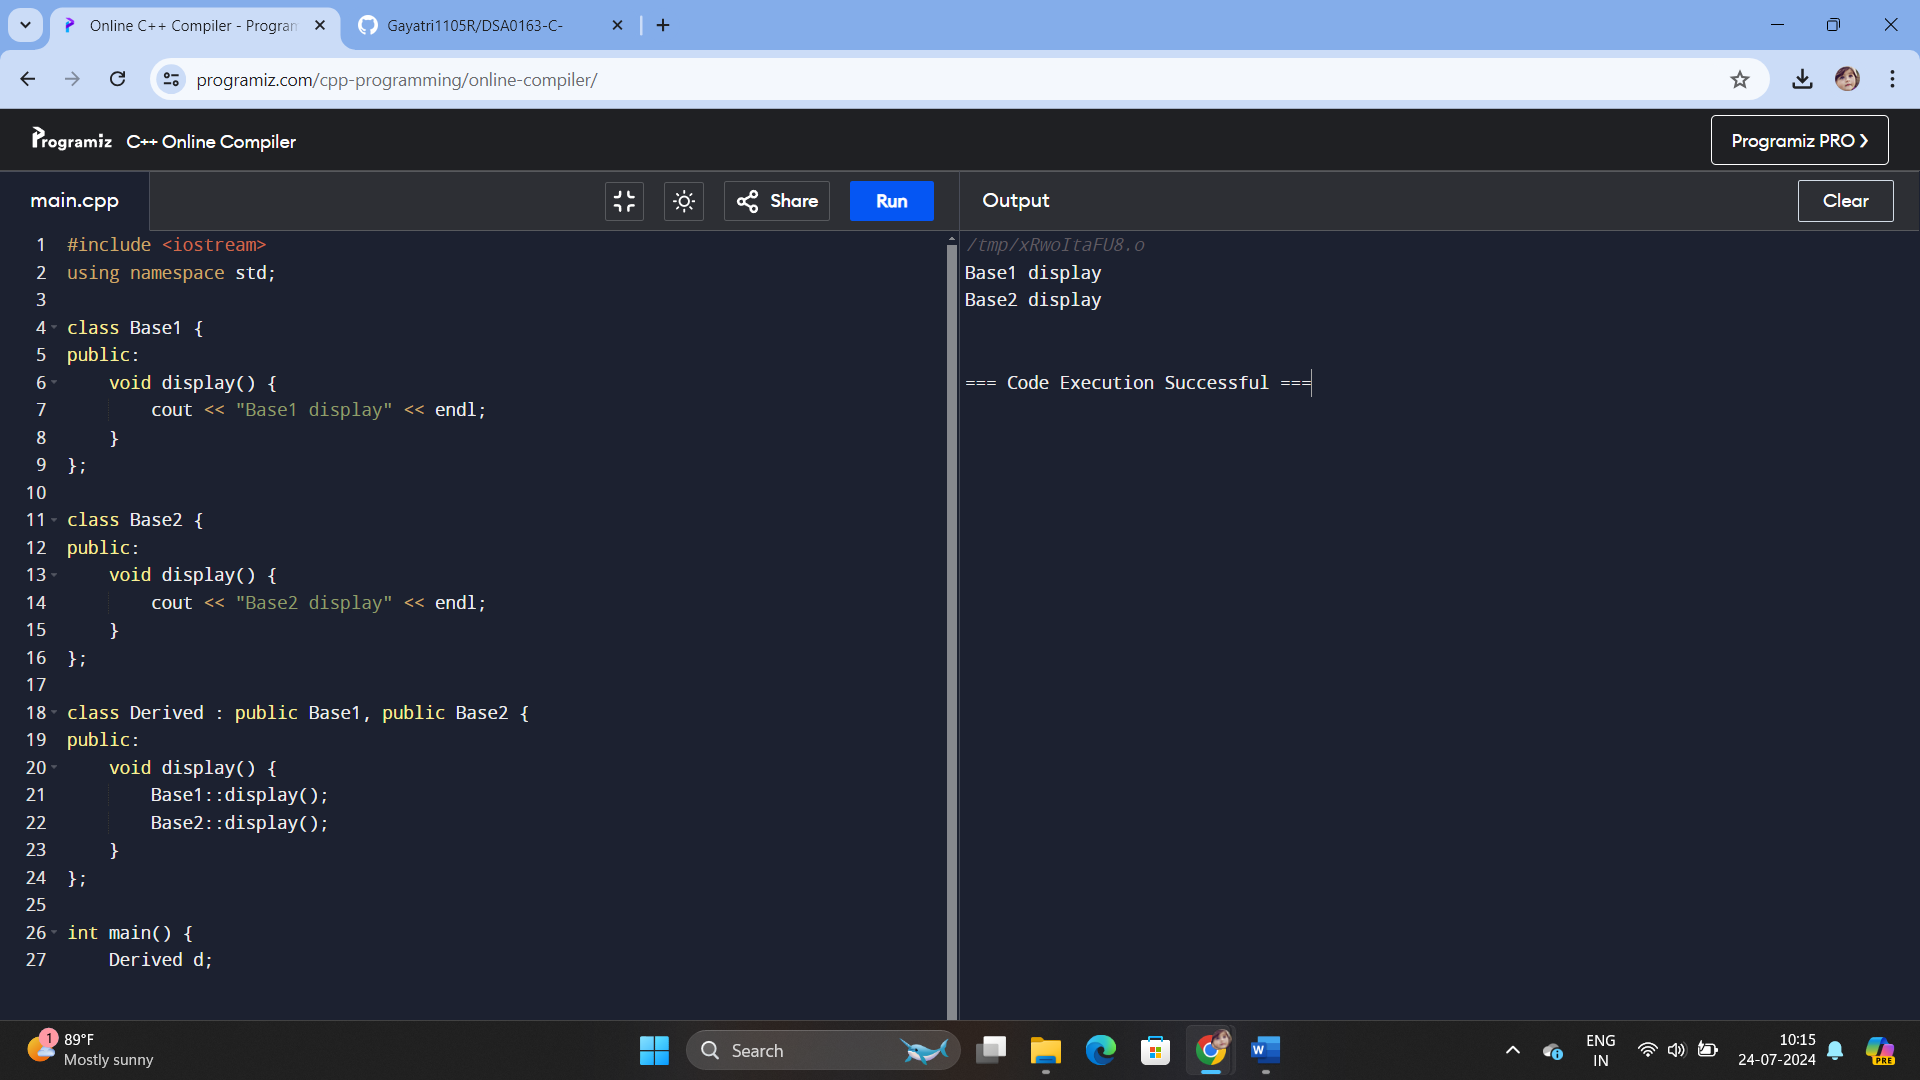 Online C++ Compiler - Program
Gayatri1105R/DSA0163-C-
programiz.com/cpp-programming/online-compiler/
Programiz C++ Online Compiler
Programiz PRO
main.cpp
Share
Run
Output
Clear
1 #include <iostream>
2 using namespace std;
3
4 class Base1 {
5 public:
6     void display() {
7         cout << "Base1 display" << endl;
8     }
9 };
10
11 class Base2 {
12 public:
13     void display() {
14         cout << "Base2 display" << endl;
15     }
16 };
17
18 class Derived : public Base1, public Base2 {
19 public:
20     void display() {
21         Base1::display();
22         Base2::display();
23     }
24 };
25
26 int main() {
27     Derived d;
/tmp/xRwoItaFU8.o
Base1 display
Base2 display
=== Code Execution Successful ===
1
89°F
Mostly sunny
Search
W
ENG
IN
10:15
24-07-2024
PRE